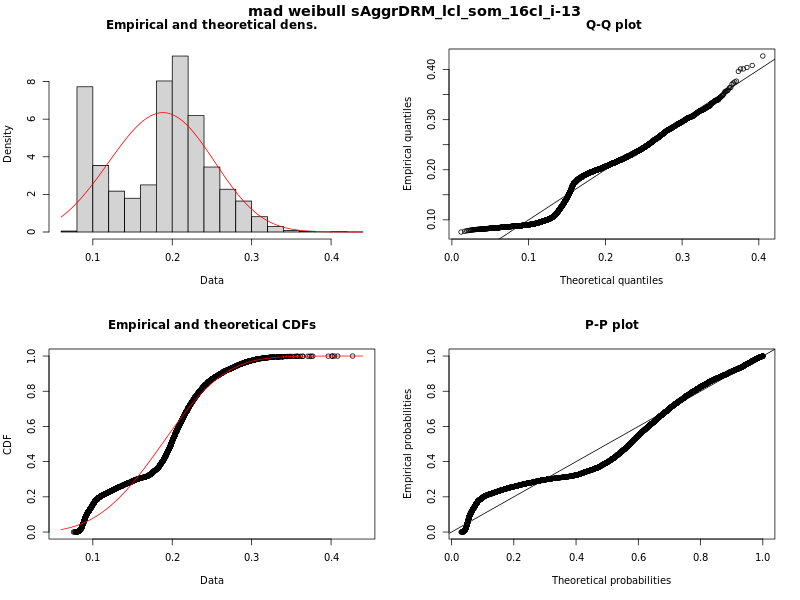 mad weibull sAggrDRM_lcl_som_16cl_i-13
Empirical and theoretical dens.
Density
0 2 4 6 8
0.1 0.2 0.3 0.4
Data
Q-Q plot
Empirical quantiles
0.10 0.20 0.30 0.40
0.0 0.1 0.2 0.3 0.4
Theoretical quantiles
Empirical and theoretical CDFs
CDF
0.0 0.2 0.4 0.6 0.8 1.0
0.1 0.2 0.3 0.4
Data
P-P plot
Empirical probabilities
0.0 0.2 0.4 0.6 0.8 1.0
0.0 0.2 0.4 0.6 0.8 1.0
Theoretical probabilities